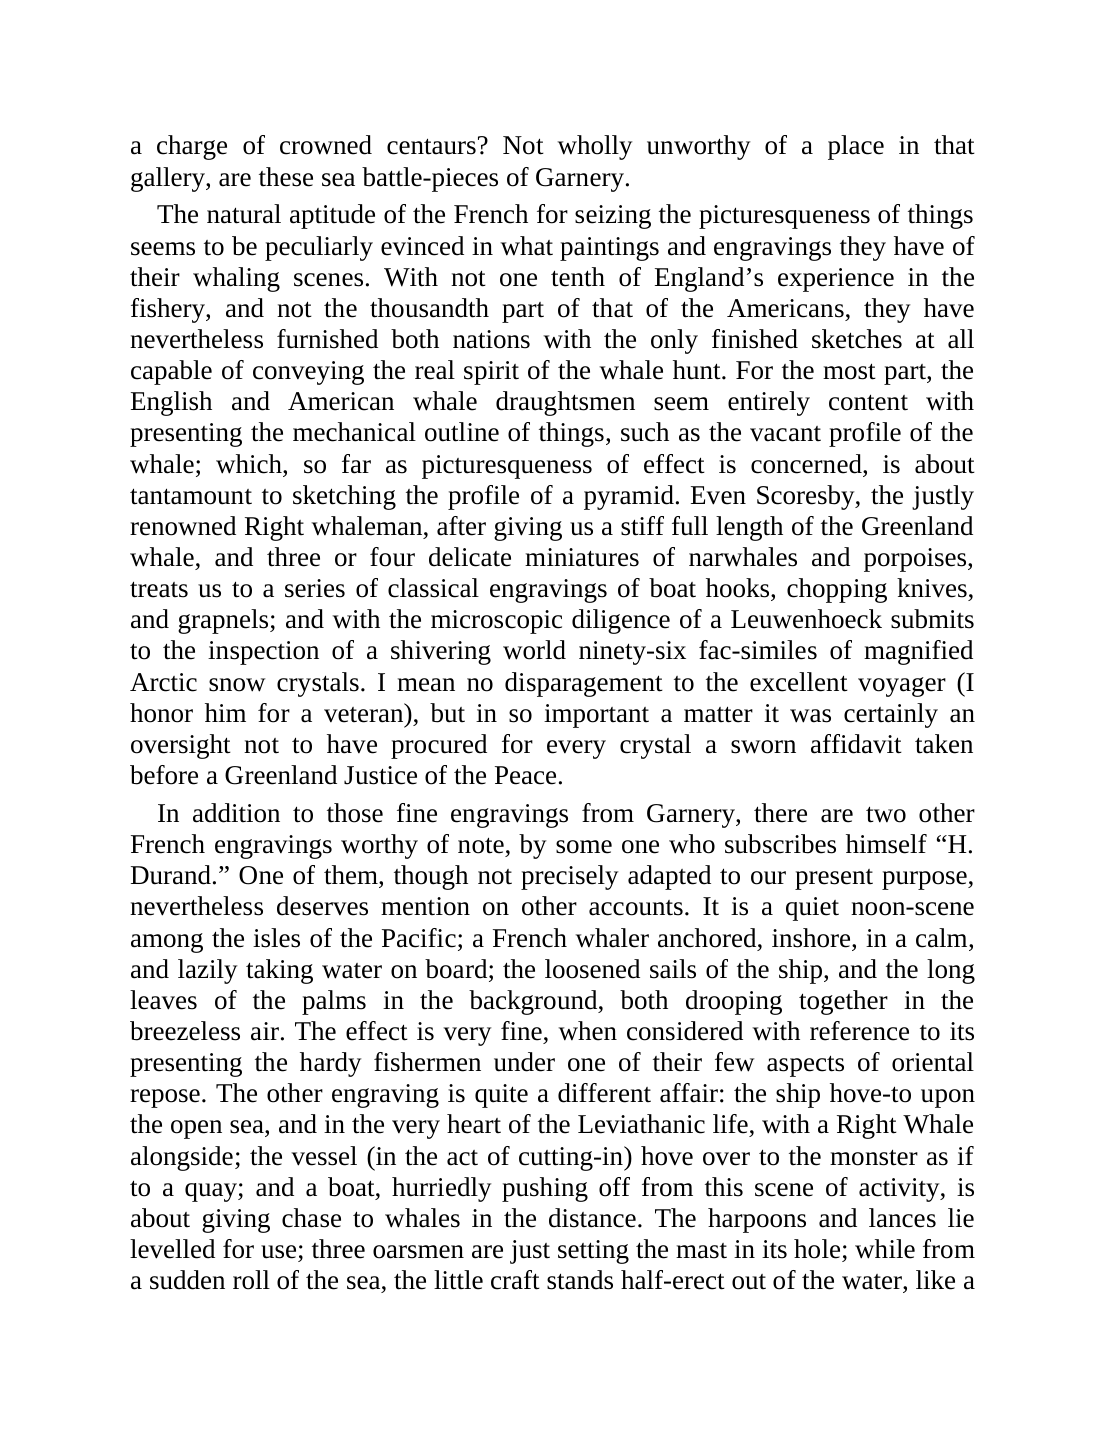 a charge of crowned centaurs? Not wholly unworthy of a place in that
gallery, are these sea battle-pieces of Garnery.
The natural aptitude of the French for seizing the picturesqueness of things
seems to be peculiarly evinced in what paintings and engravings they have of
their whaling scenes. With not one tenth of England’s experience in the
fishery, and not the thousandth part of that of the Americans, they have
nevertheless furnished both nations with the only finished sketches at all
capable of conveying the real spirit of the whale hunt. For the most part, the
English and American whale draughtsmen seem entirely content with
presenting the mechanical outline of things, such as the vacant profile of the
whale; which, so far as picturesqueness of effect is concerned, is about
tantamount to sketching the profile of a pyramid. Even Scoresby, the justly
renowned Right whaleman, after giving us a stiff full length of the Greenland
whale, and three or four delicate miniatures of narwhales and porpoises,
treats us to a series of classical engravings of boat hooks, chopping knives,
and grapnels; and with the microscopic diligence of a Leuwenhoeck submits
to the inspection of a shivering world ninety-six fac-similes of magnified
Arctic snow crystals. I mean no disparagement to the excellent voyager (I
honor him for a veteran), but in so important a matter it was certainly an
oversight not to have procured for every crystal a sworn affidavit taken
before a Greenland Justice of the Peace.
In addition to those fine engravings from Garnery, there are two other
French engravings worthy of note, by some one who subscribes himself “H.
Durand.” One of them, though not precisely adapted to our present purpose,
nevertheless deserves mention on other accounts. It is a quiet noon-scene
among the isles of the Pacific; a French whaler anchored, inshore, in a calm,
and lazily taking water on board; the loosened sails of the ship, and the long
leaves of the palms in the background, both drooping together in the
breezeless air. The effect is very fine, when considered with reference to its
presenting the hardy fishermen under one of their few aspects of oriental
repose. The other engraving is quite a different affair: the ship hove-to upon
the open sea, and in the very heart of the Leviathanic life, with a Right Whale
alongside; the vessel (in the act of cutting-in) hove over to the monster as if
to a quay; and a boat, hurriedly pushing off from this scene of activity, is
about giving chase to whales in the distance. The harpoons and lances lie
levelled for use; three oarsmen are just setting the mast in its hole; while from
a sudden roll of the sea, the little craft stands half-erect out of the water, like a